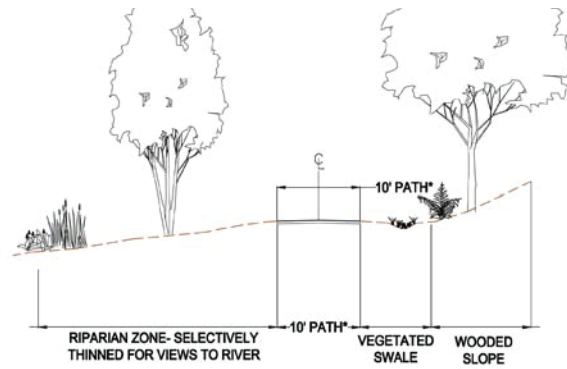 ℄
10' PATH*
RIPARIAN ZONE- SELECTIVELY
THINNED FOR VIEWS TO RIVER
10' PATH*
VEGETATED
SWALE
WOODED
SLOPE